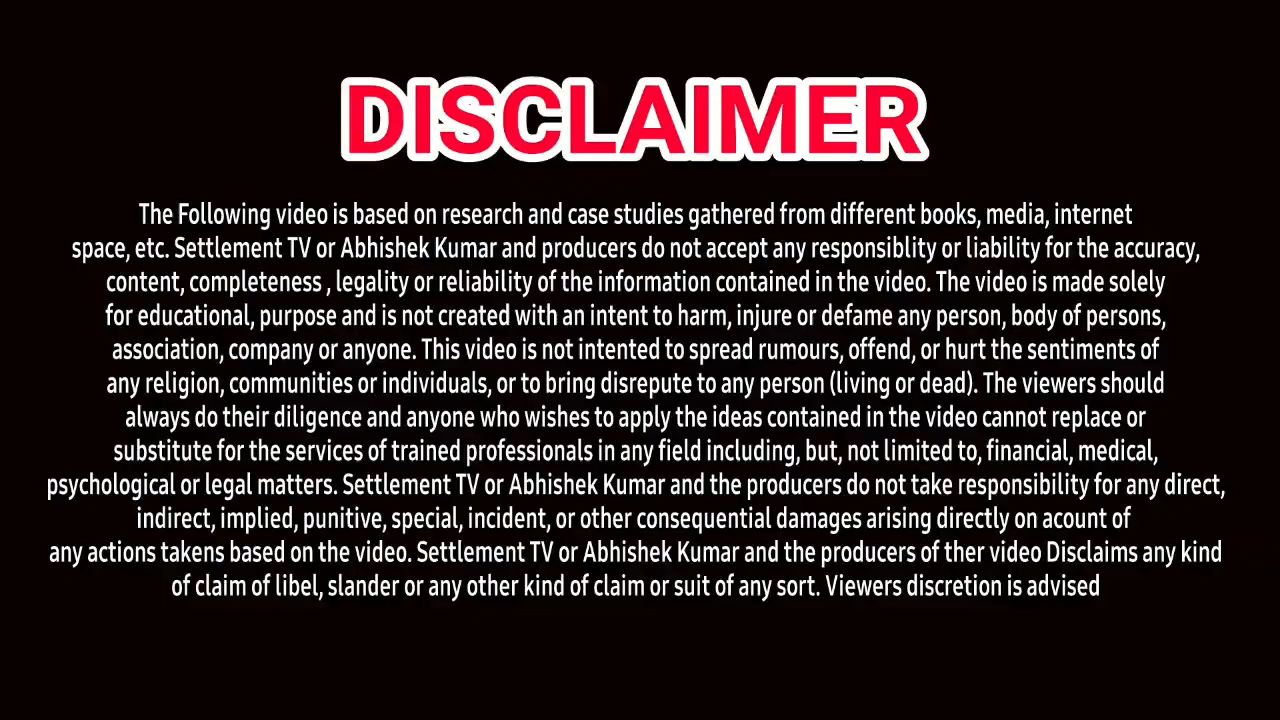 DISCLAIMER
The Following video is based on research and case studies gathered from different books, media, internet
space, etc. Settlement TV or Abhishek Kumar and producers do not accept any responsiblity or liability for the accuracy,
content, completeness , legality or reliability of the information contained in the video. The video is made solely
for educational, purpose and is not created with an intent to harm, injure or defame any person, body of persons,
association, company or anyone. This video is not intented to spread rumours, offend, or hurt the sentiments of
any religion, communities or individuals, or to bring disrepute to any person (living or dead). The viewers should
always do their diligence and anyone who wishes to apply the ideas contained in the video cannot replace or
substitute for the services of trained professionals in any field including, but, not limited to, financial, medical,
psychological or legal matters. Settlement TV or Abhishek Kumar and the producers do not take responsibility for any direct,
indirect, implied, punitive, special, incident, or other consequential damages arising directly on acount of
any actions takens based on the video. Settlement TV or Abhishek Kumar and the producers of ther video Disclaims any kind
of claim of libel, slander or any other kind of claim or suit of any sort. Viewers discretion is advised